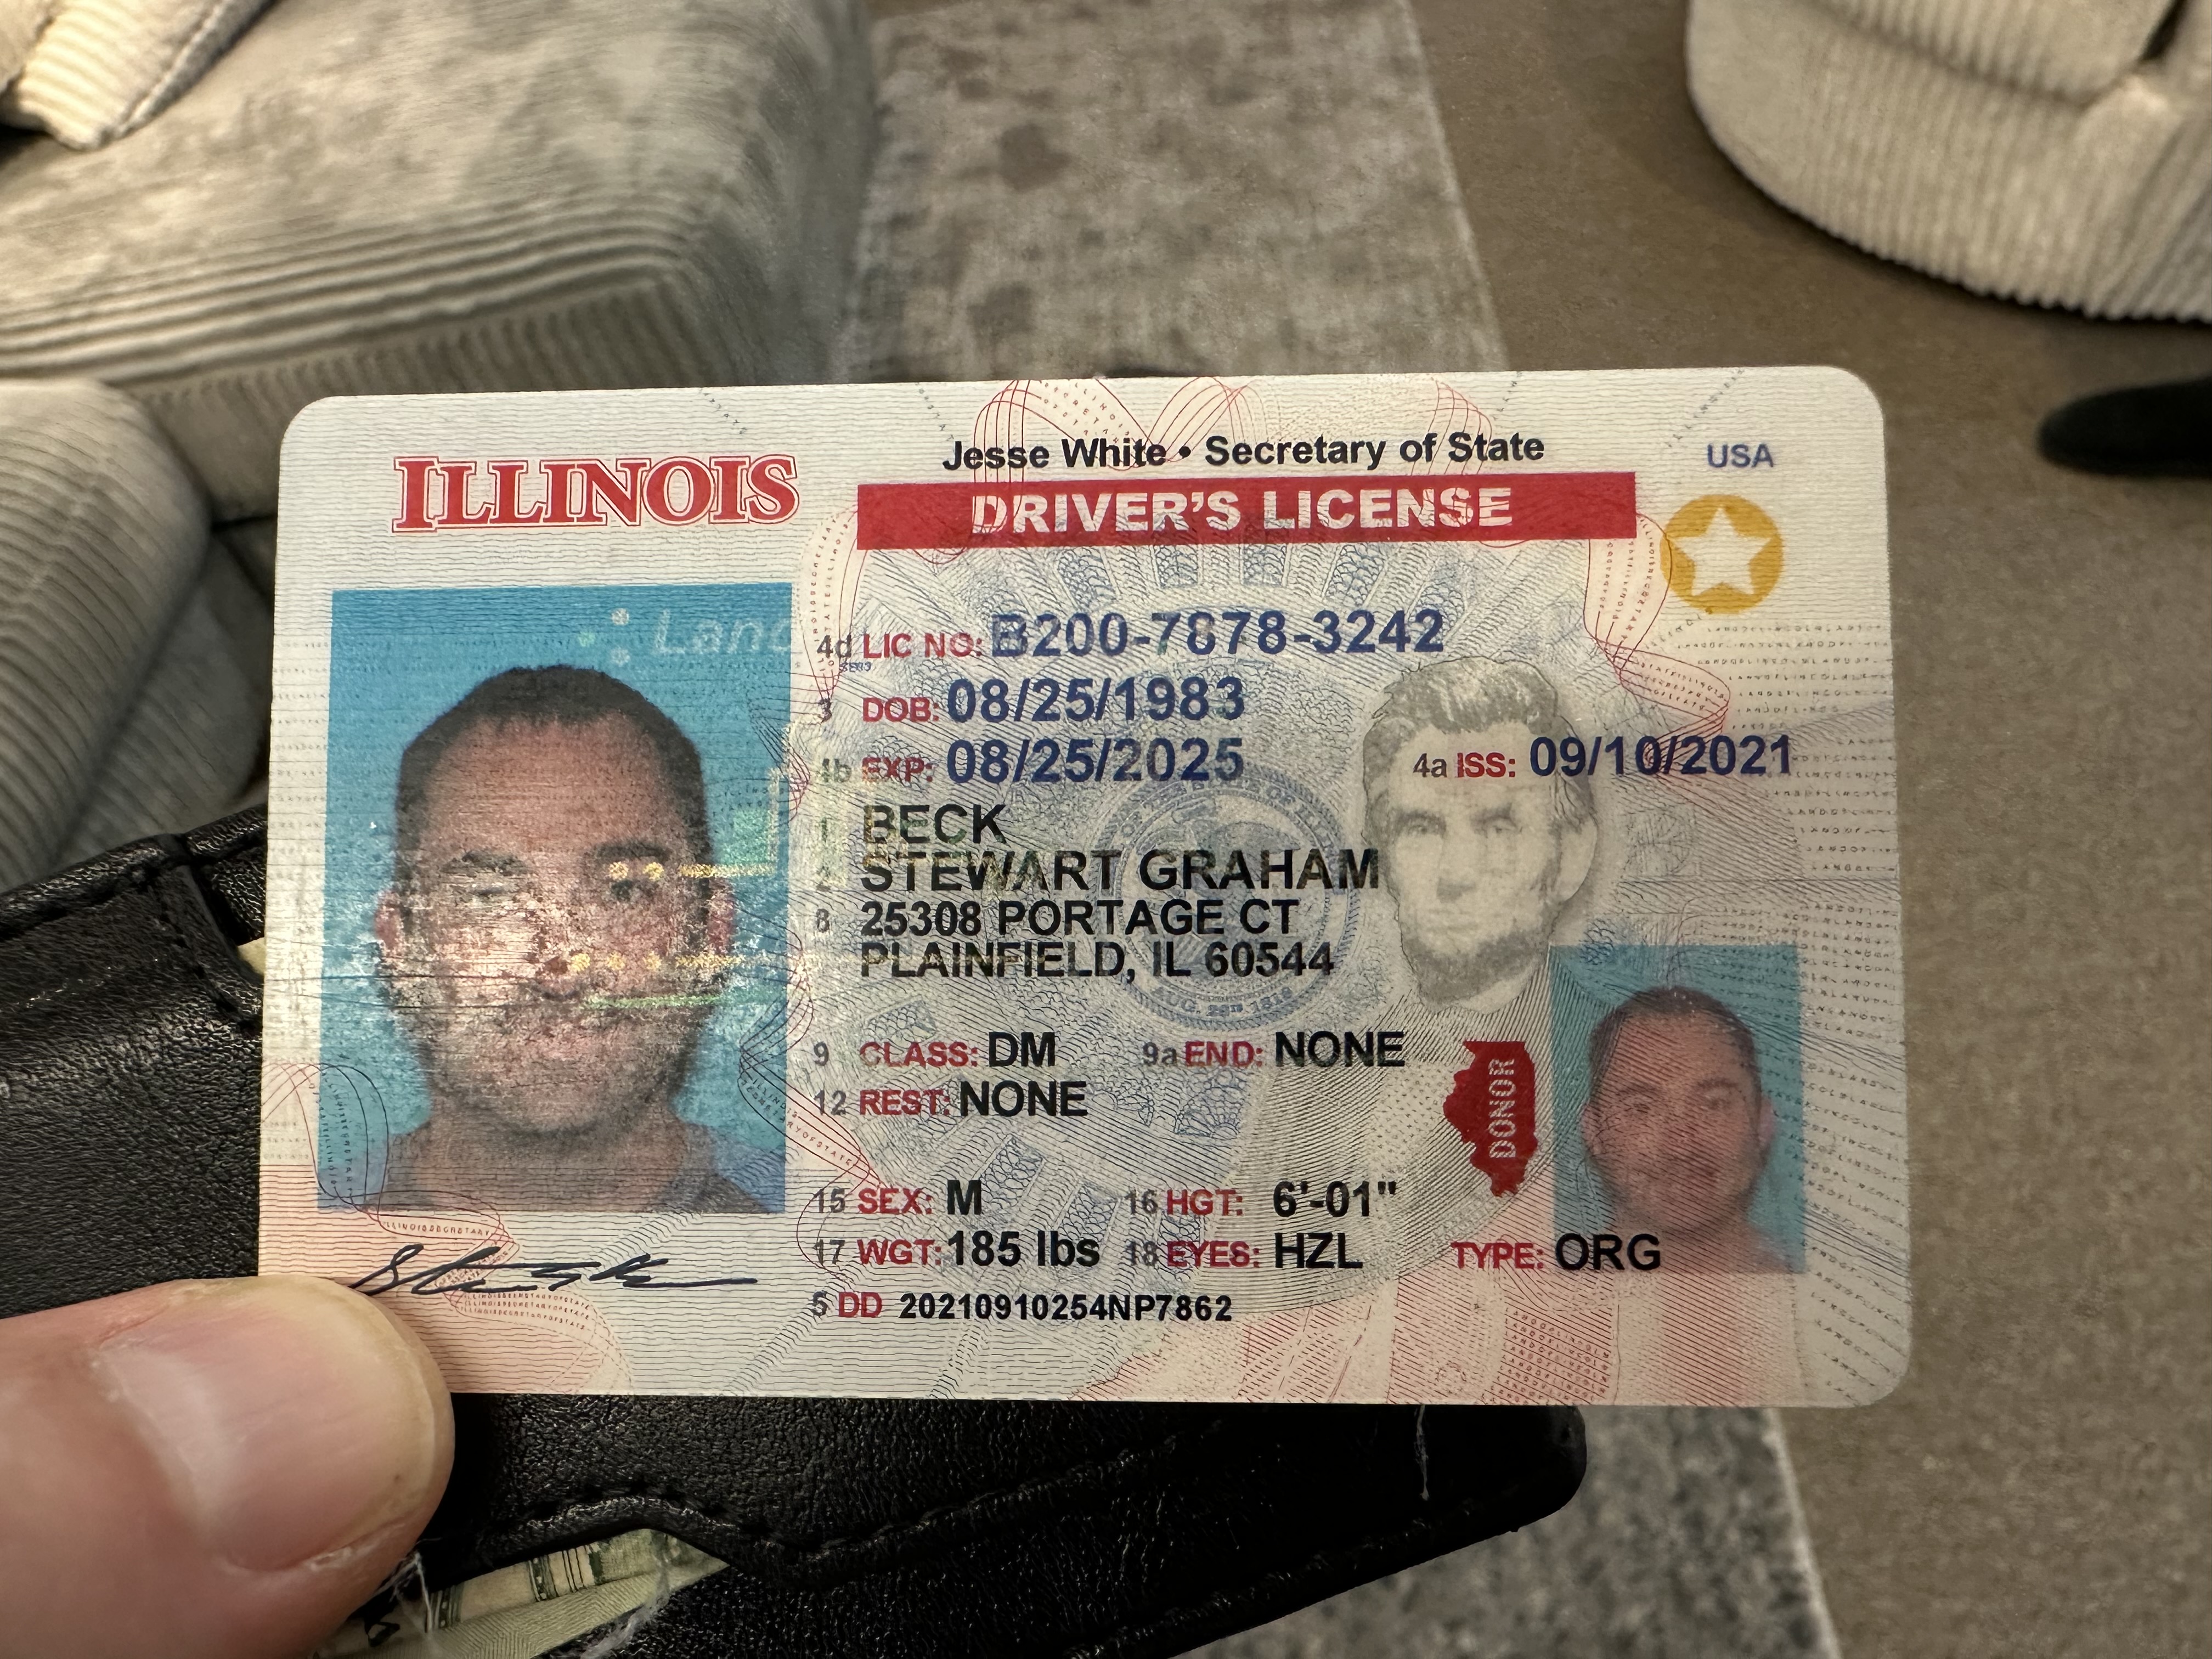 ILLINOIS
Jesse White • Secretary of State
USA
DRIVER'S LICENSE
4d LIC NO: B200-7878-3242
3 DOB: 08/25/1983
4b EXP: 08/25/2025
4a ISS: 09/10/2021
1 BECK
2 STEWART GRAHAM
8 25308 PORTAGE CT
PLAINFIELD, IL 60544
9 CLASS: DM 9a END: NONE
12 REST: NONE
DONOR
15 SEX: M 16 HGT: 6'-01"
17 WGT: 185 lbs 18 EYES: HZL TYPE: ORG
5 DD 20210910254NP7862